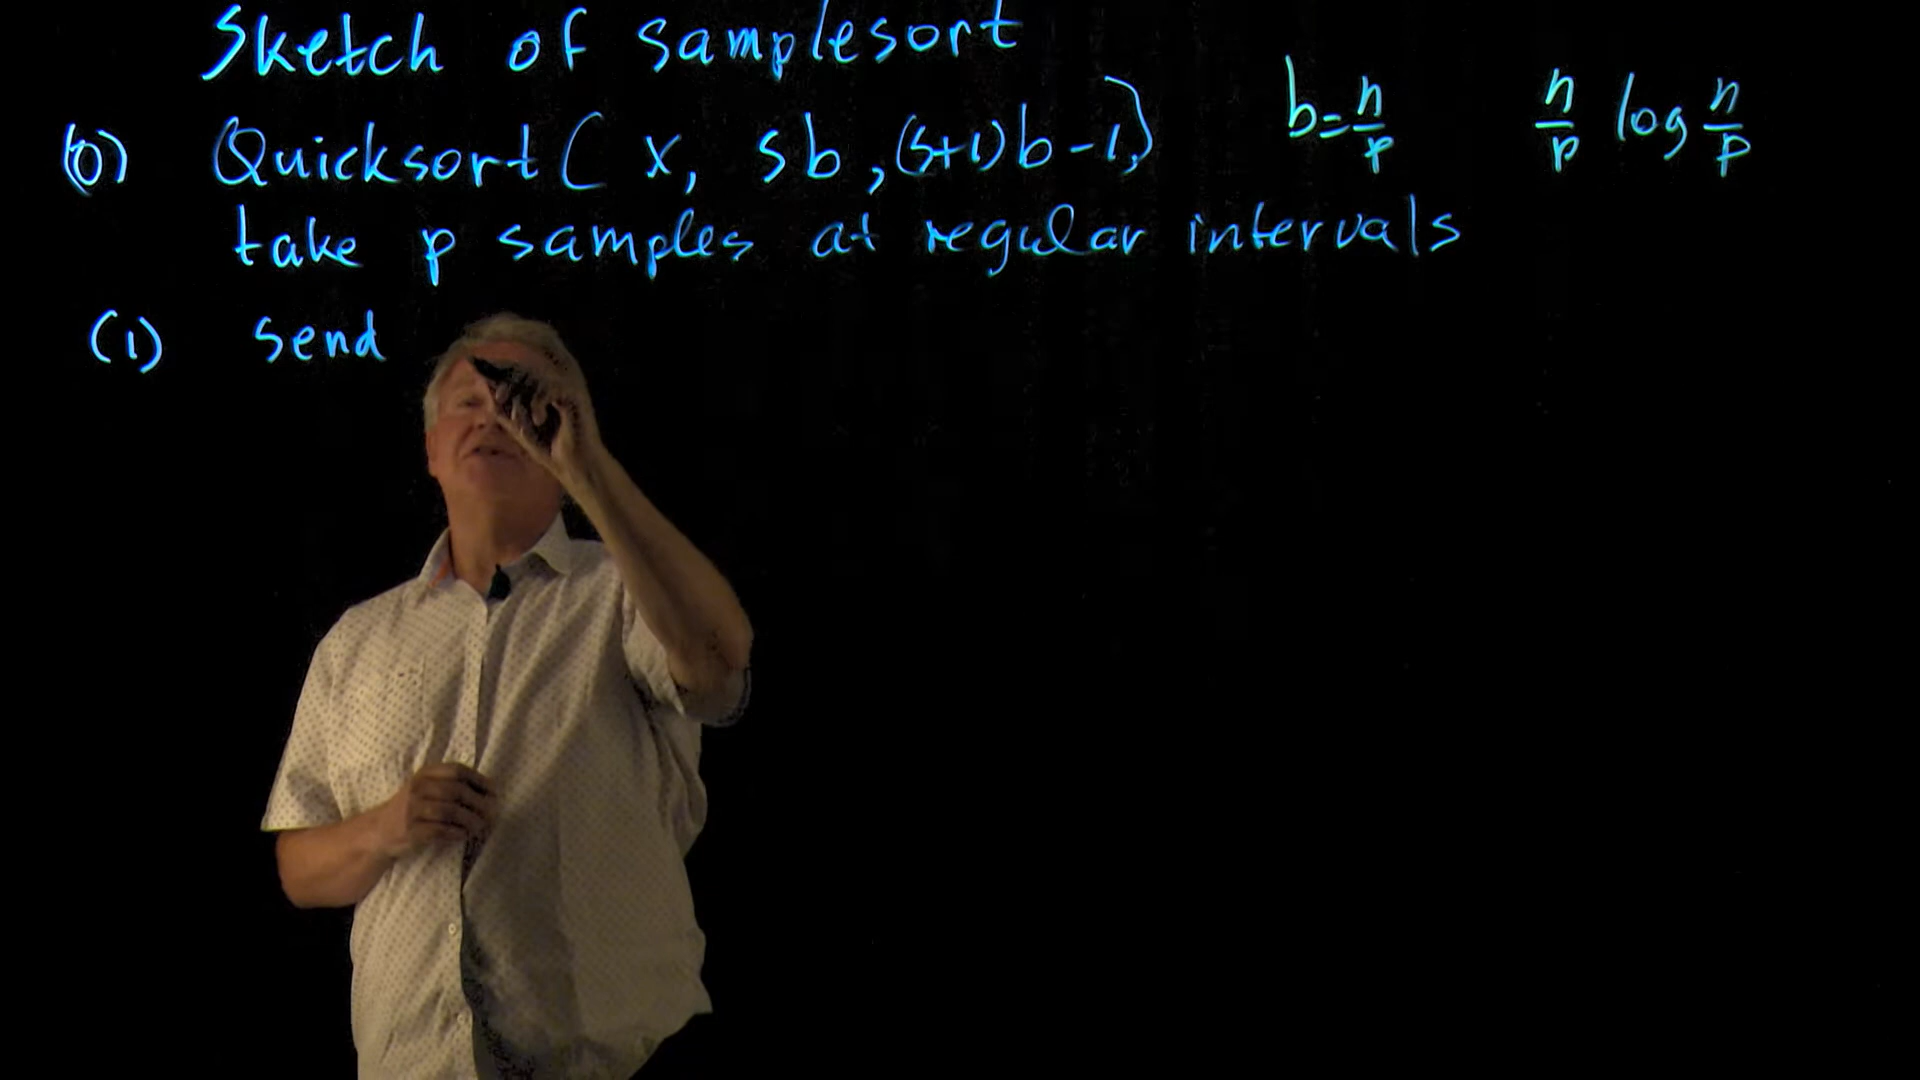 Sketch of samplesort
(0) Quicksort(x, sb, (s+1)b-1) b=n/p n/p log n/p
take p samples at regular intervals
(1) send